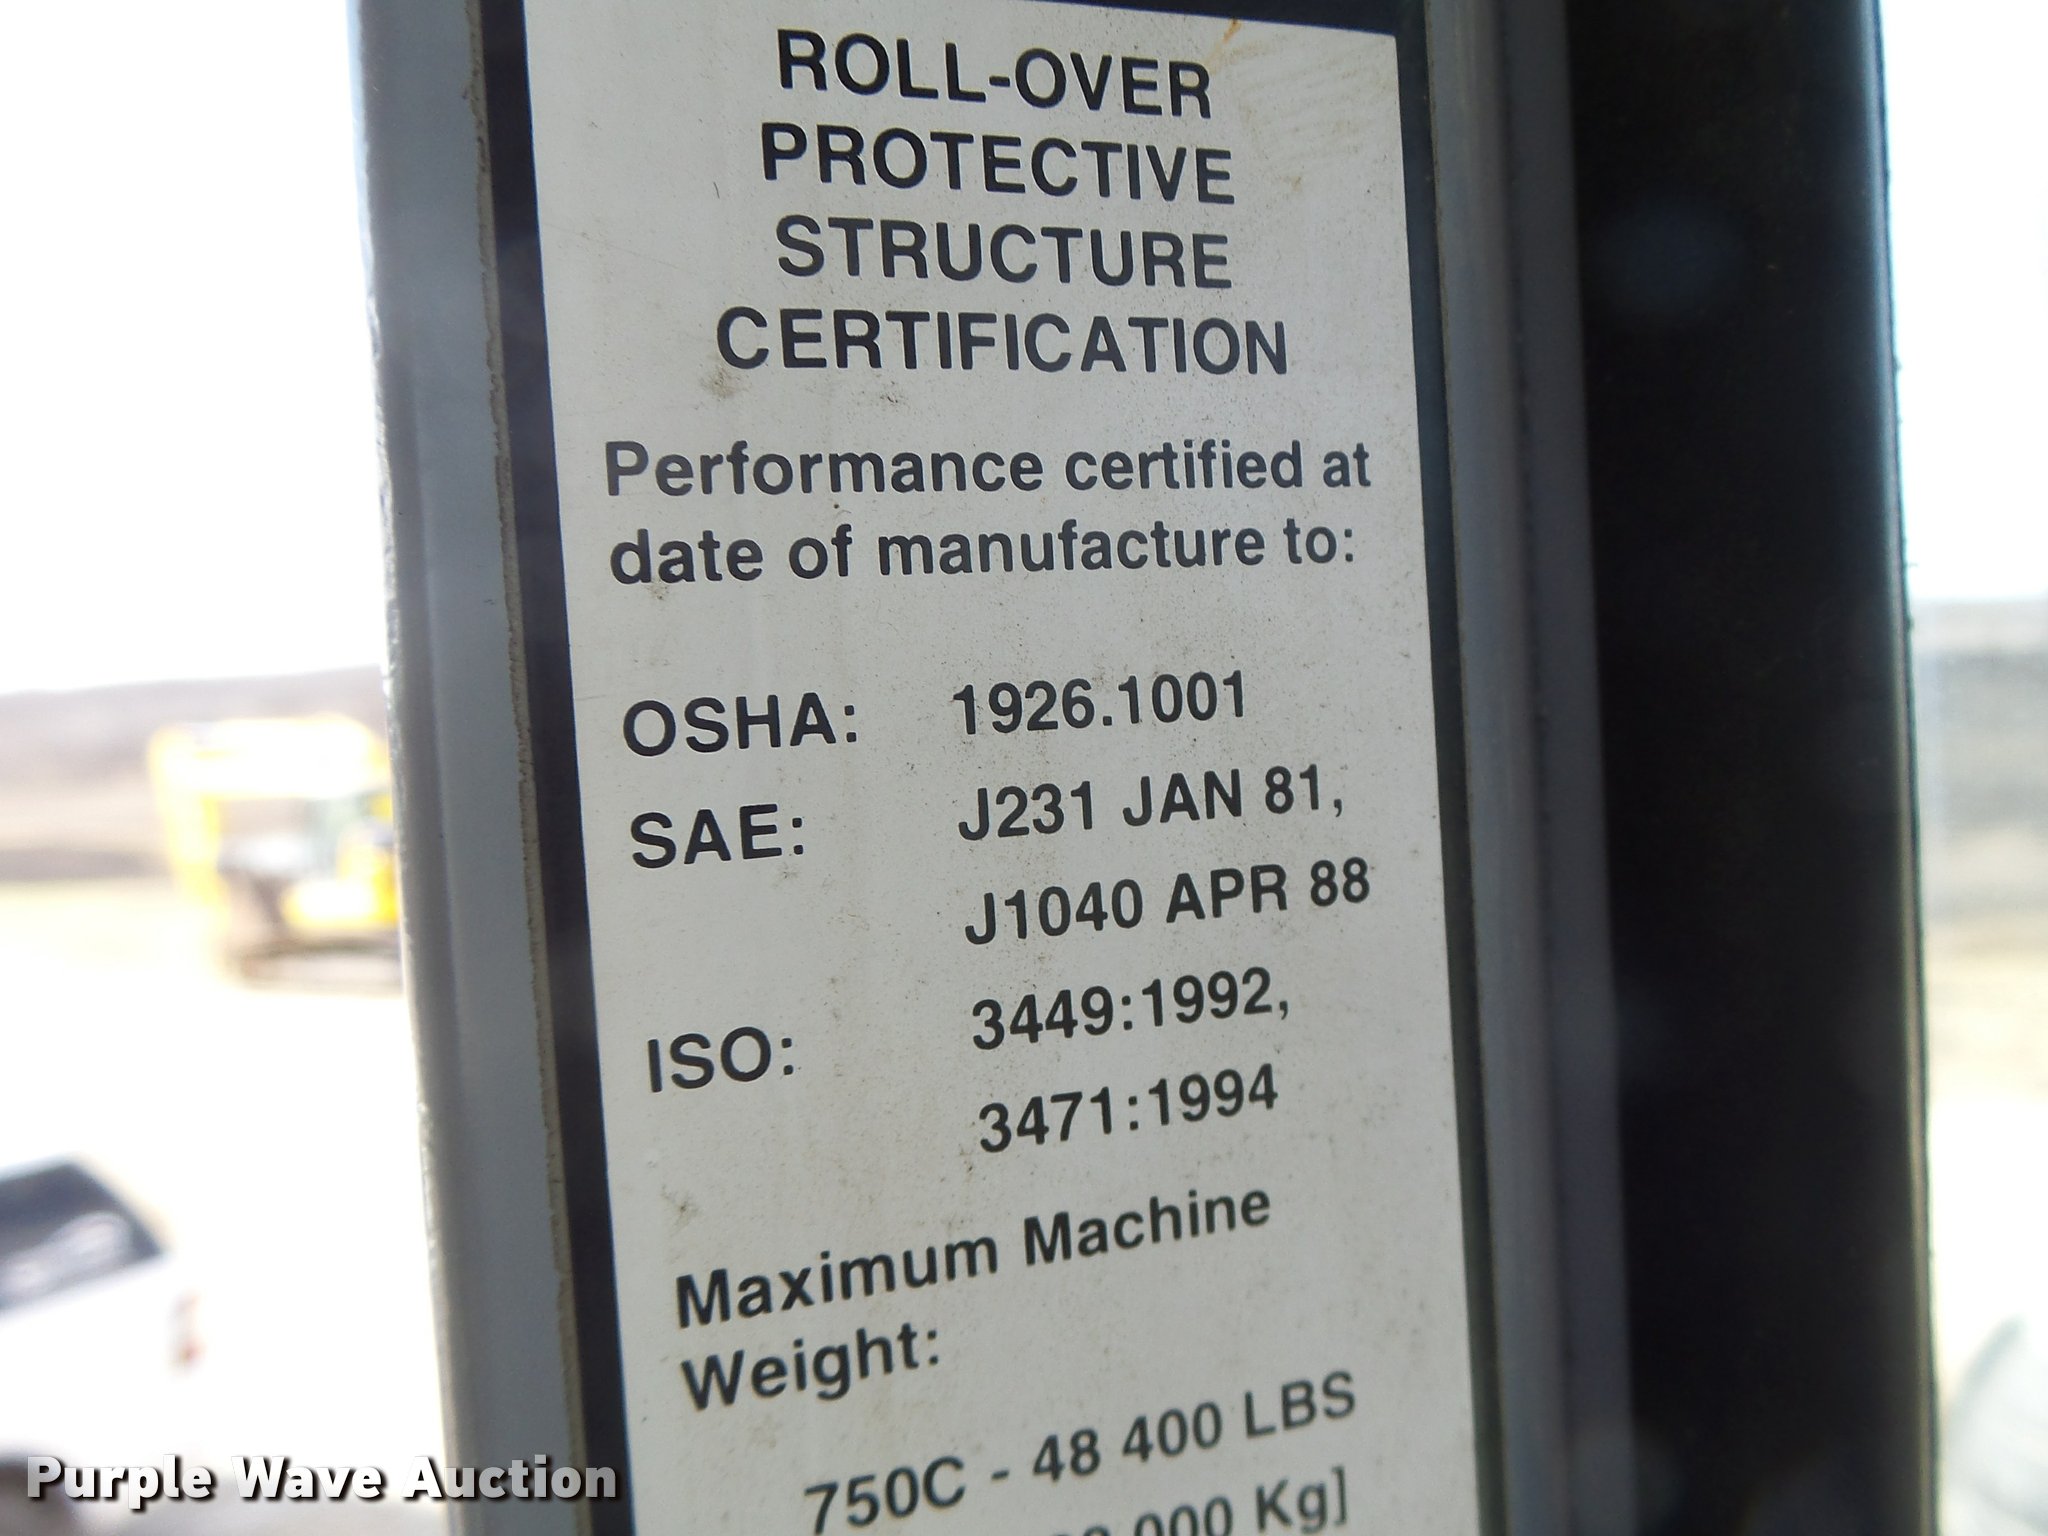 ROLL-OVER
PROTECTIVE
STRUCTURE
CERTIFICATION
Performance certified at
date of manufacture to:
OSHA: 1926.1001
SAE: J231 JAN 81,
J1040 APR 88
ISO: 3449:1992,
3471:1994
Maximum Machine
Weight:
750C - 48 400 LBS
Kg]
Purple Wave Auction